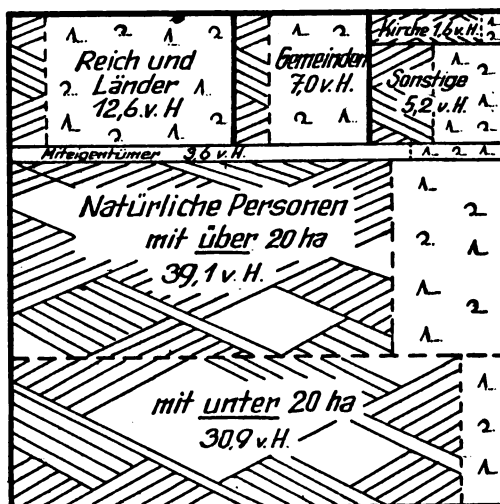 Reich und
Länder
12,6 v. H
Gemeinden
7,0 v.H.
Kirche 1,6 v.H.
Sonstige
5,2 v. H.
Miteigentümer 3,6 v.H.
Natürliche Personen
mit über 20 ha
39,1 v. H.
mit unter 20 ha
30,9 v. H.